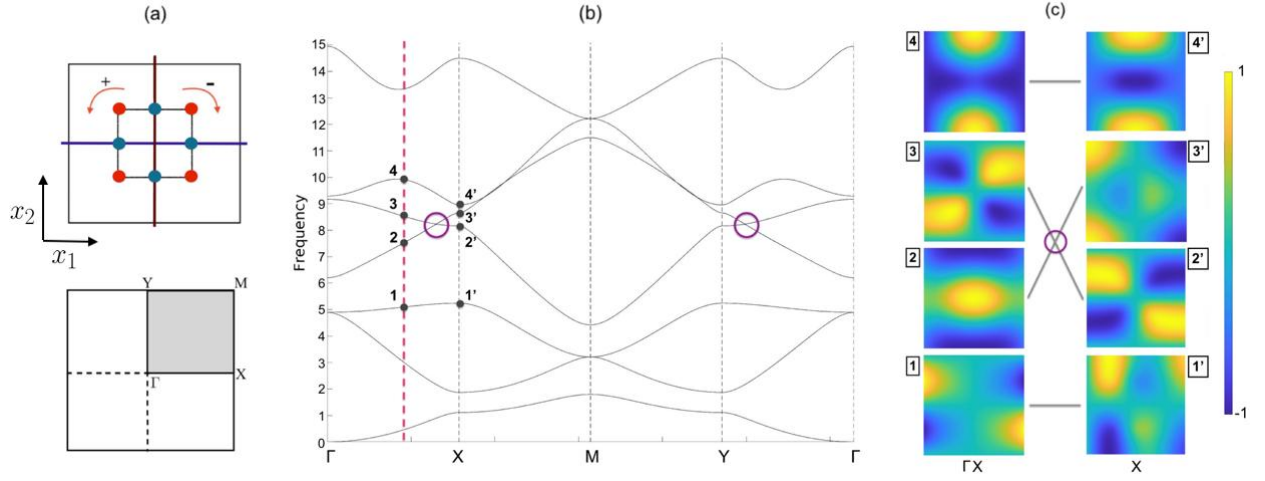 (a)
+
-
x₂
x₁
Y
M
Γ
X
(b)
Frequency
15
14
13
12
11
10
9
8
7
6
5
4
3
2
1
0
4
3
2
1
4'
3'
2'
1'
Γ
X
M
Y
Γ
(c)
4
4'
3
3'
2
2'
1
1'
1
-1
ΓX
X